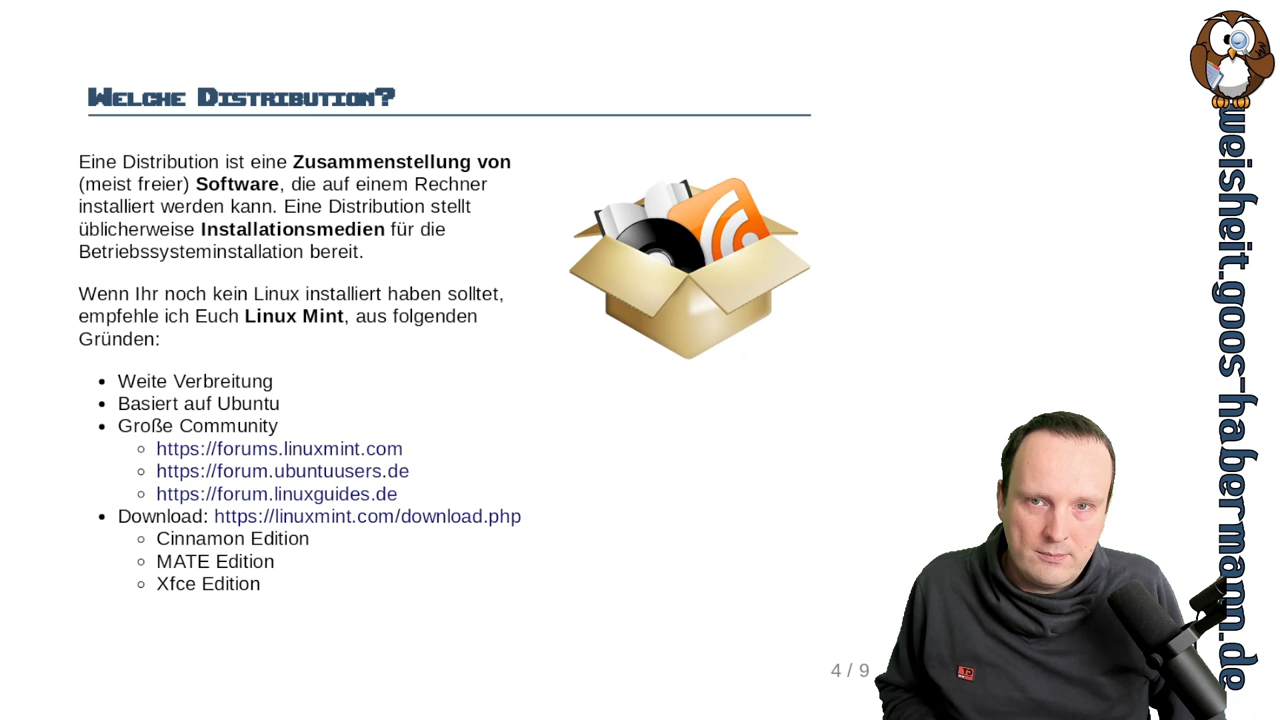 Welche Distribution?
Eine Distribution ist eine Zusammenstellung von
(meist freier) Software, die auf einem Rechner
installiert werden kann. Eine Distribution stellt
üblicherweise Installationsmedien für die
Betriebssysteminstallation bereit.
Wenn Ihr noch kein Linux installiert haben solltet,
empfehle ich Euch Linux Mint, aus folgenden
Gründen:
• Weite Verbreitung
• Basiert auf Ubuntu
• Große Community
◦ https://forums.linuxmint.com
◦ https://forum.ubuntuusers.de
◦ https://forum.linuxguides.de
• Download: https://linuxmint.com/download.php
◦ Cinnamon Edition
◦ MATE Edition
◦ Xfce Edition
4 / 9
weisheit.goos-habermann.de